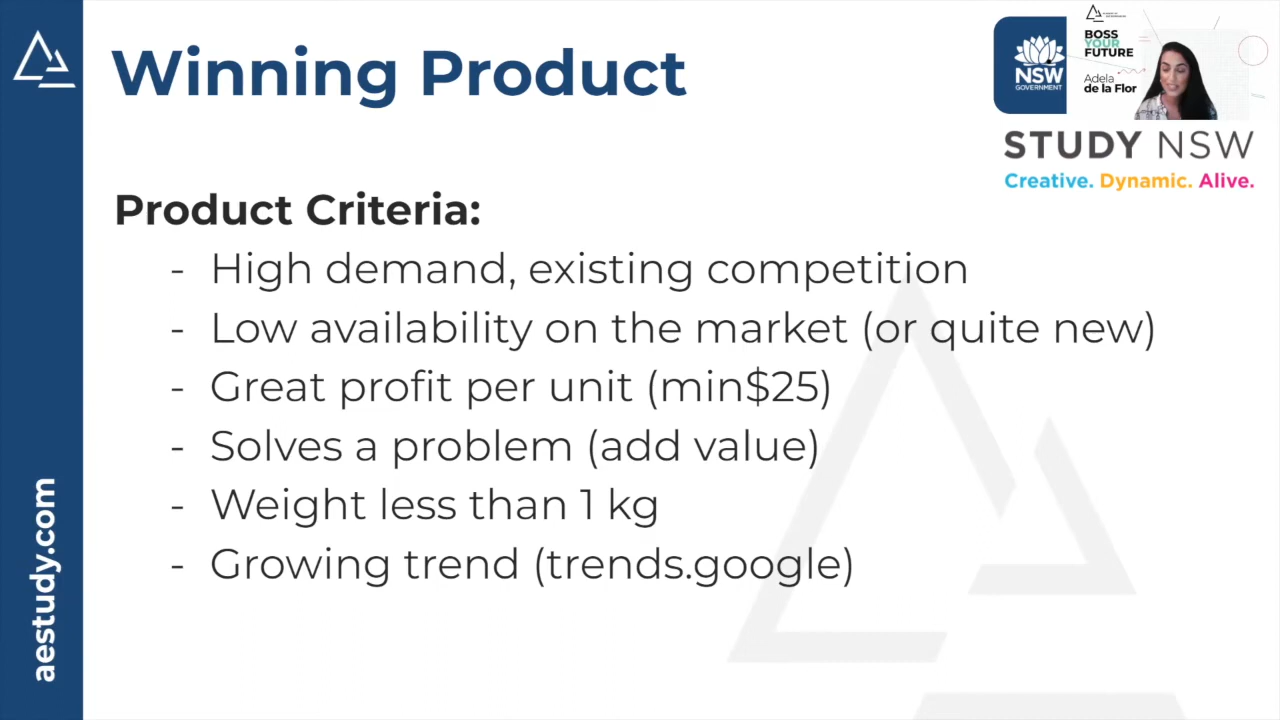 Winning Product
NSW
GOVERNMENT
BOSS
YOUR
FUTURE
Adela
de la Flor
STUDY NSW
Creative. Dynamic. Alive.
Product Criteria:
- High demand, existing competition
- Low availability on the market (or quite new)
- Great profit per unit (min$25)
- Solves a problem (add value)
- Weight less than 1 kg
- Growing trend (trends.google)
aestudy.com